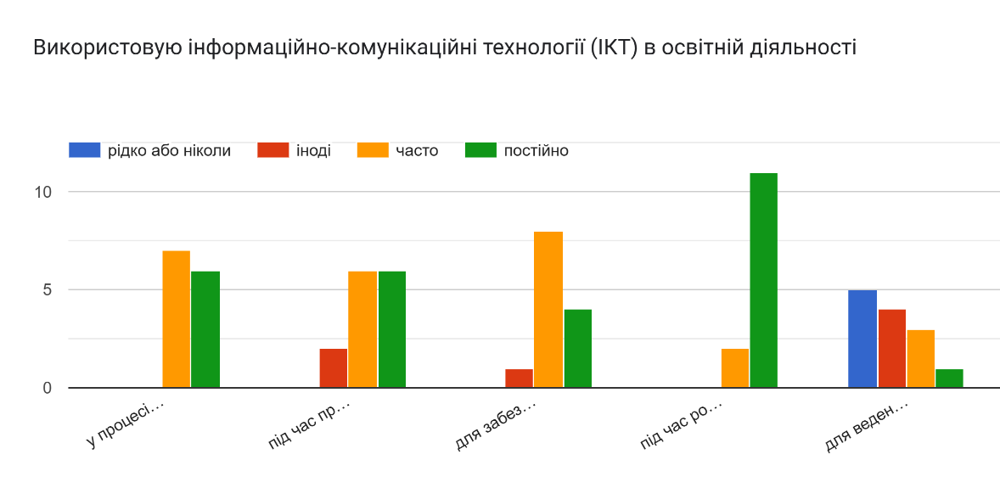 Використовую інформаційно-комунікаційні технології (ІКТ) в освітній діяльності
рідко або ніколи іноді часто постійно
10
5
0
у процесі… під час пр… для забез… під час ро… для веден…